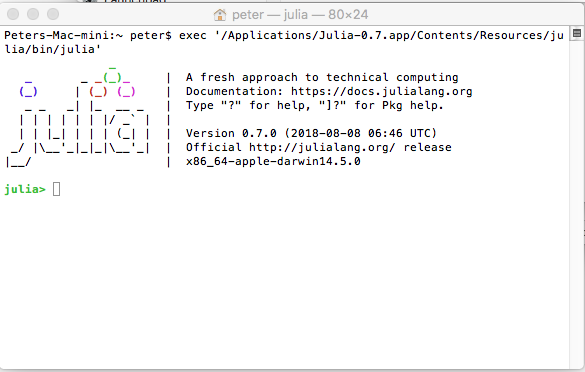 peter — julia — 80×24
Peters-Mac-mini:~ peter$ exec '/Applications/Julia-0.7.app/Contents/Resources/ju
lia/bin/julia'
               _
   _       _ _(_)_     |  A fresh approach to technical computing
  (_)     | (_) (_)    |  Documentation: https://docs.julialang.org
   _ _   _| |_  __ _   |  Type "?" for help, "]?" for Pkg help.
  | | | | | | |/ _` |  |
  | | |_| | | | (_| |  |  Version 0.7.0 (2018-08-08 06:46 UTC)
 _/ |\__'_|_|_|\__'_|  |  Official http://julialang.org/ release
|__/                   |  x86_64-apple-darwin14.5.0
julia>